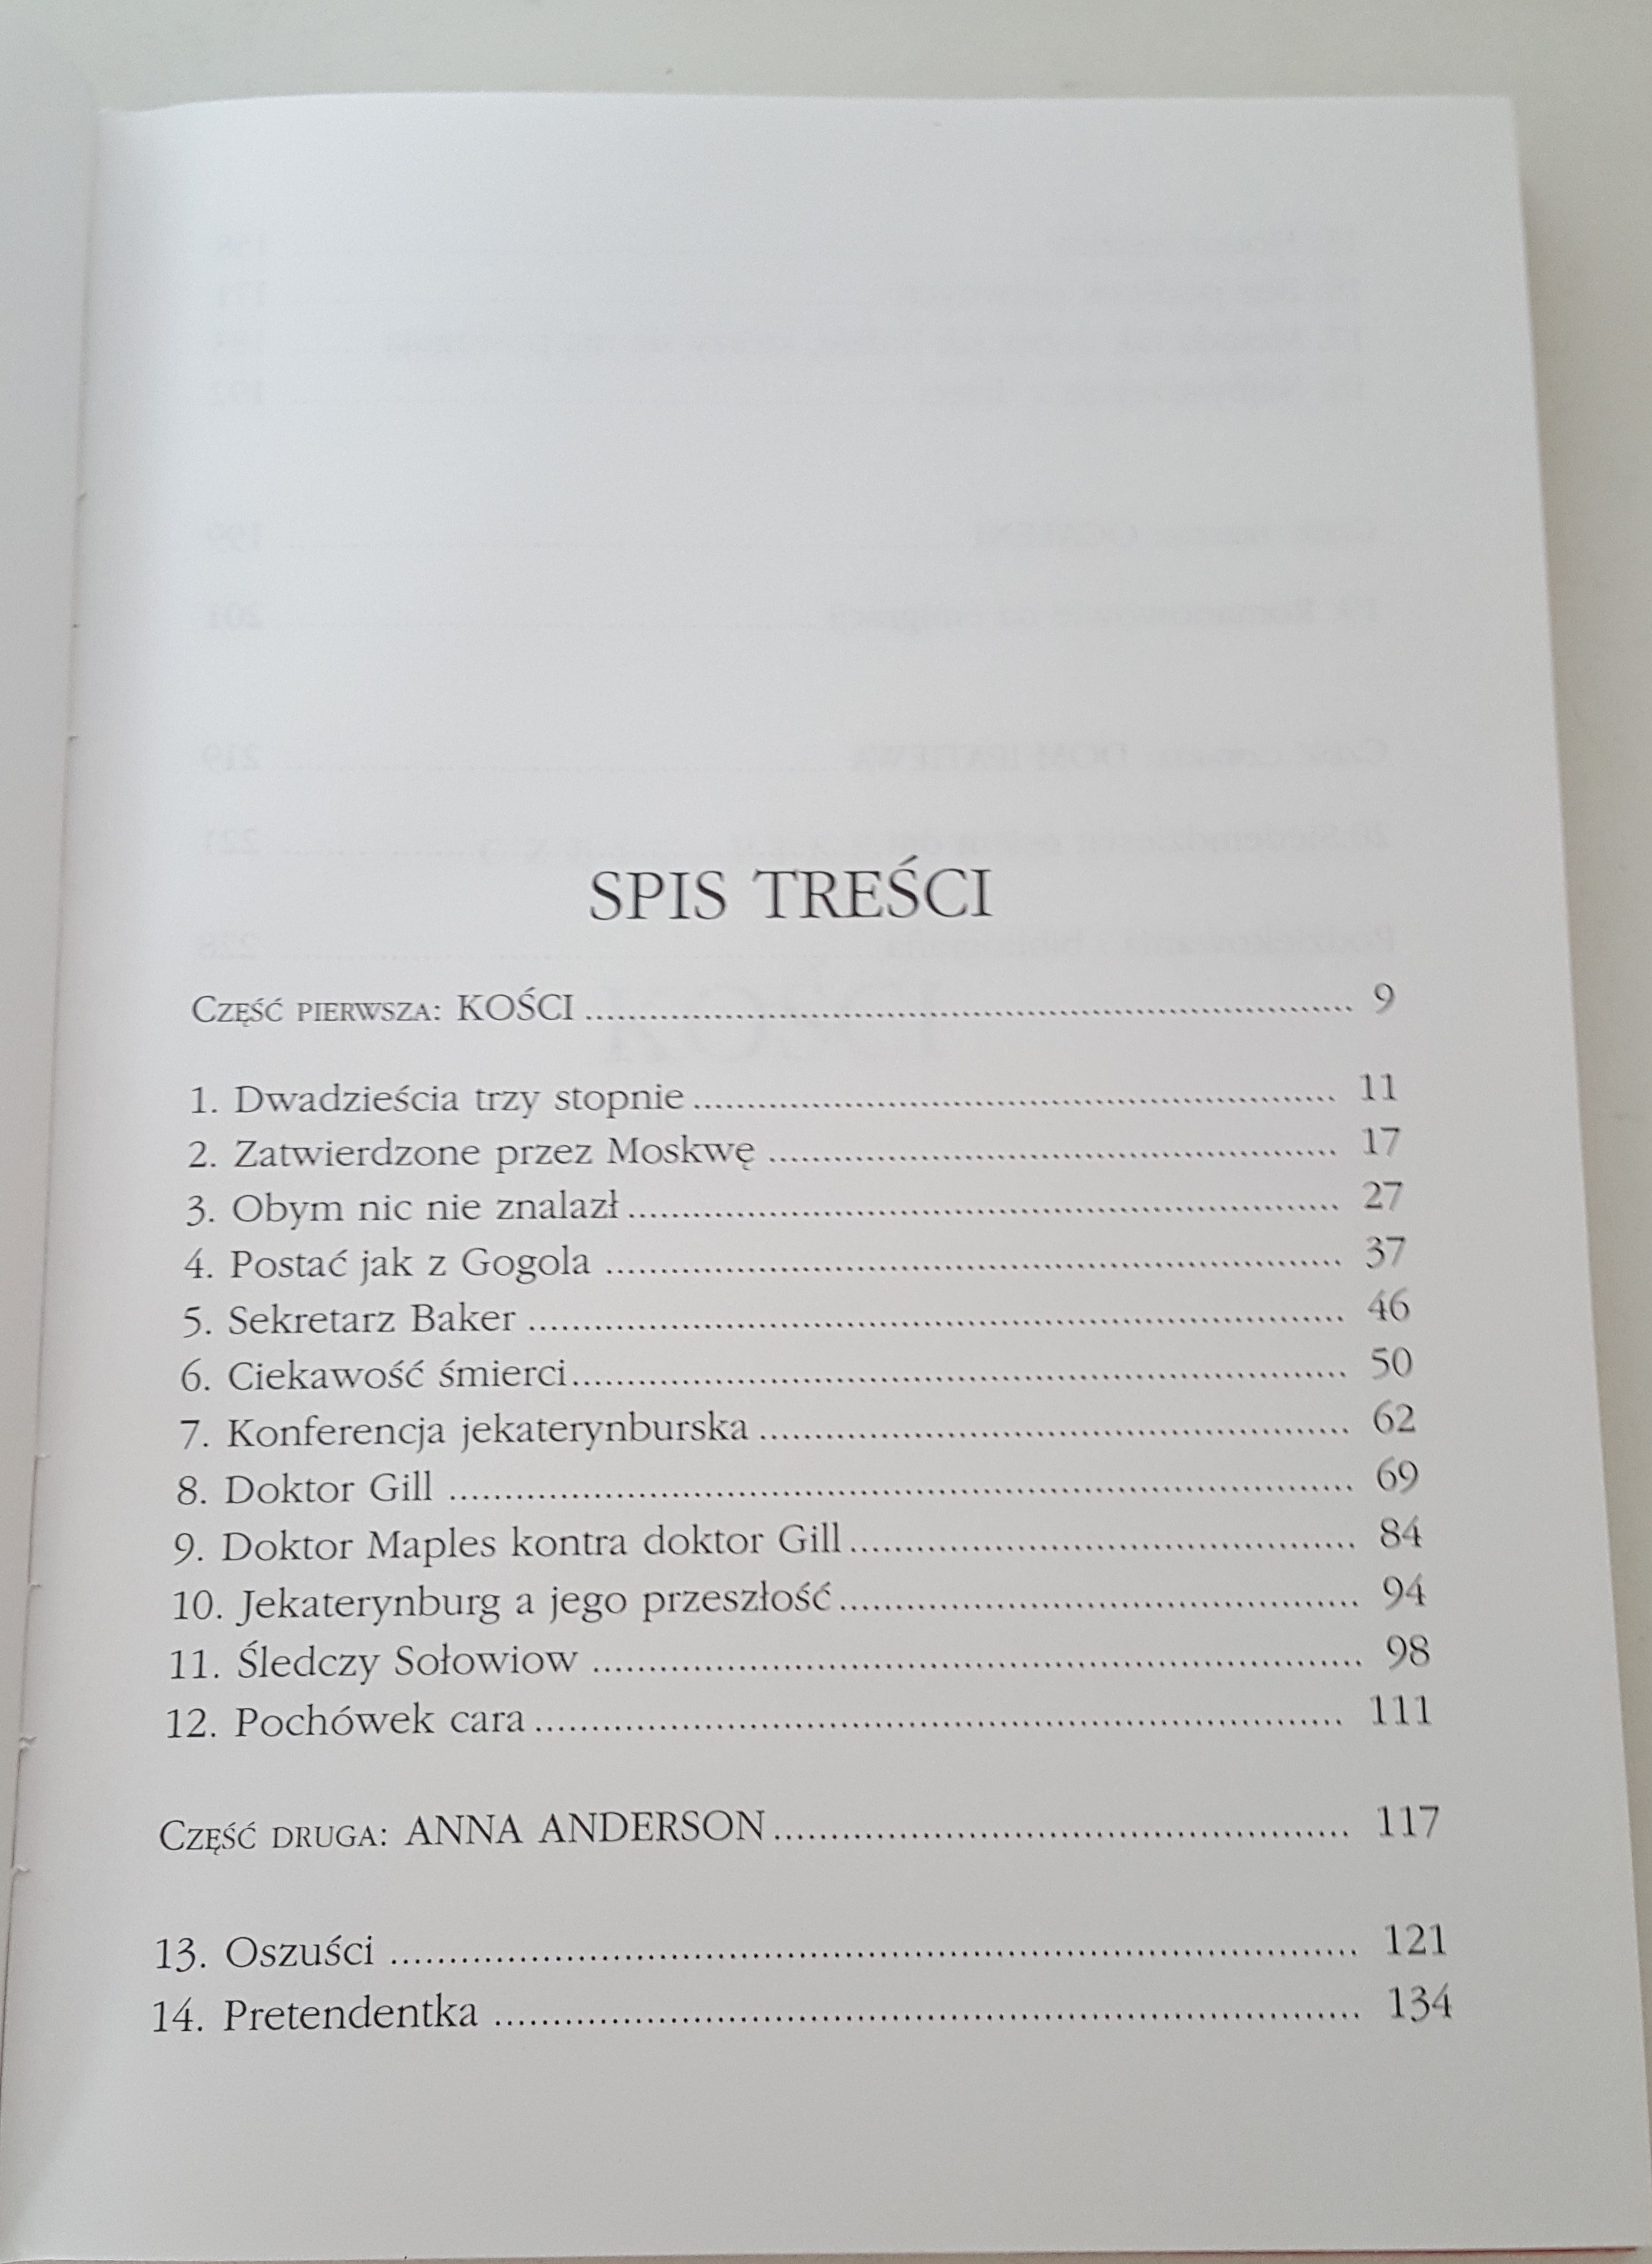 SPIS TREŚCI
Część pierwsza: KOŚCI ........ 9
1. Dwadzieścia trzy stopnie ........ 11
2. Zatwierdzone przez Moskwę ........ 17
3. Obym nic nie znalazł ........ 27
4. Postać jak z Gogola ........ 37
5. Sekretarz Baker ........ 46
6. Ciekawość śmierci ........ 50
7. Konferencja jekaterynburska ........ 62
8. Doktor Gill ........ 69
9. Doktor Maples kontra doktor Gill ........ 84
10. Jekaterynburg a jego przeszłość ........ 94
11. Śledczy Sołowiow ........ 98
12. Pochówek cara ........ 111
Część druga: ANNA ANDERSON ........ 117
13. Oszuści ........ 121
14. Pretendentka ........ 134